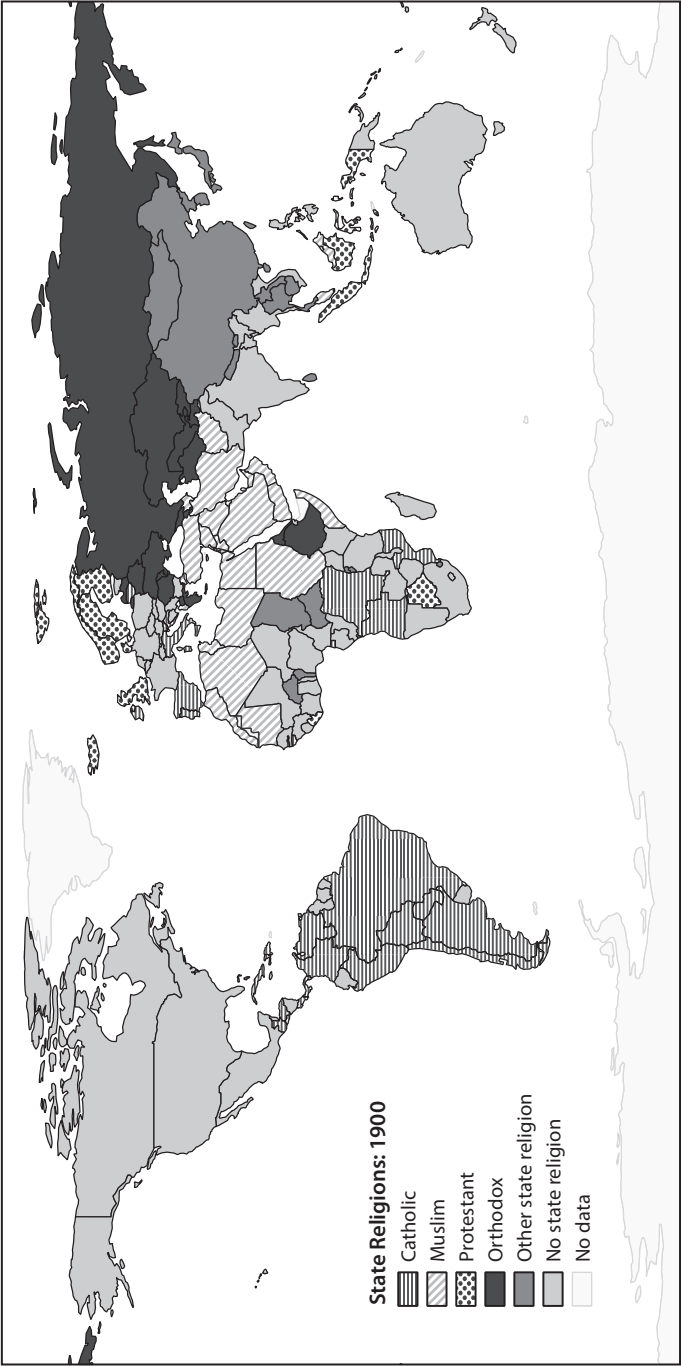 State Religions: 1900
Catholic
Muslim
Protestant
Orthodox
Other state religion
No state religion
No data